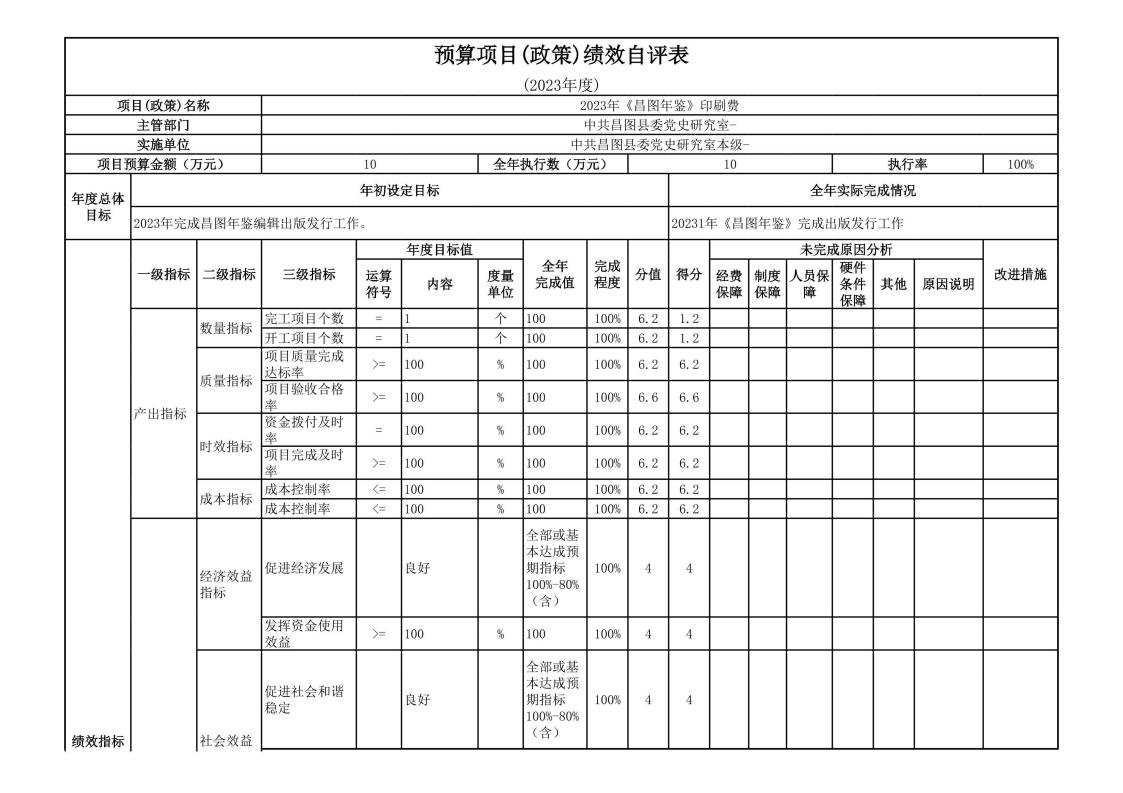 预算项目(政策)绩效自评表
(2023年度)
项目(政策)名称 2023年《昌图年鉴》印刷费
主管部门 中共昌图县委党史研究室-
实施单位 中共昌图县委党史研究室本级-
项目预算金额（万元） 10 全年执行数（万元） 10 执行率 100%
年度总体
目标
年初设定目标 全年实际完成情况
2023年完成昌图年鉴编辑出版发行工作。 20231年《昌图年鉴》完成出版发行工作
一级指标 二级指标 三级指标 年度目标值 全年
完成值 完成
程度 分值 得分 未完成原因分析 改进措施
运算
符号 内容 度量
单位 经费
保障 制度
保障 人员保
障 硬件
条件
保障 其他 原因说明
产出指标
数量指标
完工项目个数 = 1 个 100 100% 6.2 1.2
开工项目个数 = 1 个 100 100% 6.2 1.2
质量指标
项目质量完成
达标率 >= 100 % 100 100% 6.2 6.2
项目验收合格
率 >= 100 % 100 100% 6.6 6.6
时效指标
资金拨付及时
率 = 100 % 100 100% 6.2 6.2
项目完成及时
率 >= 100 % 100 100% 6.2 6.2
成本指标
成本控制率 <= 100 % 100 100% 6.2 6.2
成本控制率 <= 100 % 100 100% 6.2 6.2
经济效益
指标
促进经济发展 良好 全部或基
本达成预
期指标
100%-80%
（含） 100% 4 4
发挥资金使用
效益 >= 100 % 100 100% 4 4
促进社会和谐
稳定 良好 全部或基
本达成预
期指标
100%-80%
（含） 100% 4 4
绩效指标 社会效益